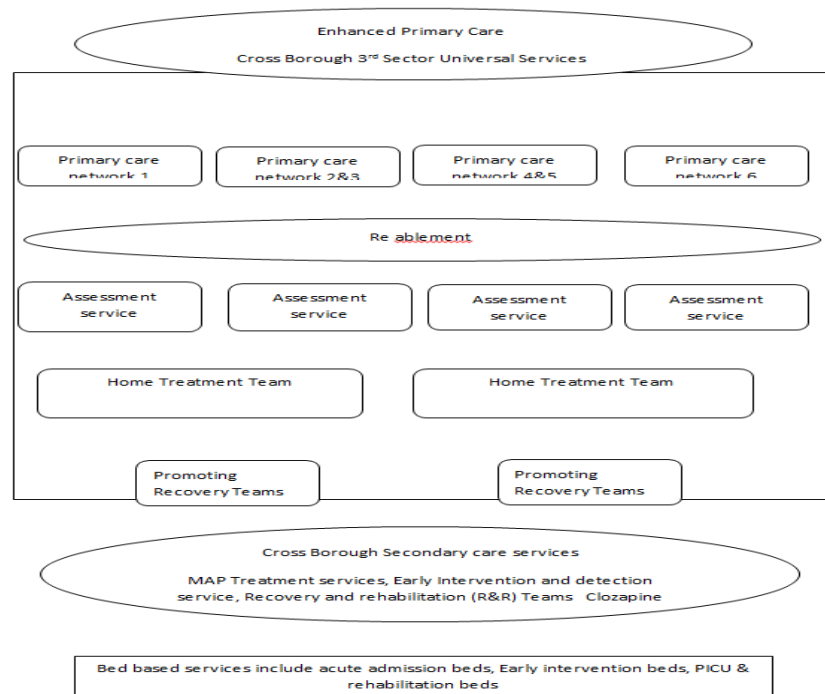 Enhanced Primary Care
Cross Borough 3rd Sector Universal Services
Primary care
network 1
Primary care
network 2&3
Primary care
network 4&5
Primary care
network 6
Re ablement
Assessment
service
Assessment
service
Assessment
service
Assessment
service
Home Treatment Team
Home Treatment Team
Promoting
Recovery Teams
Promoting
Recovery Teams
Cross Borough Secondary care services
MAP Treatment services, Early Intervention and detection
service, Recovery and rehabilitation (R&R) Teams Clozapine
Bed based services include acute admission beds, Early intervention beds, PICU &
rehabilitation beds